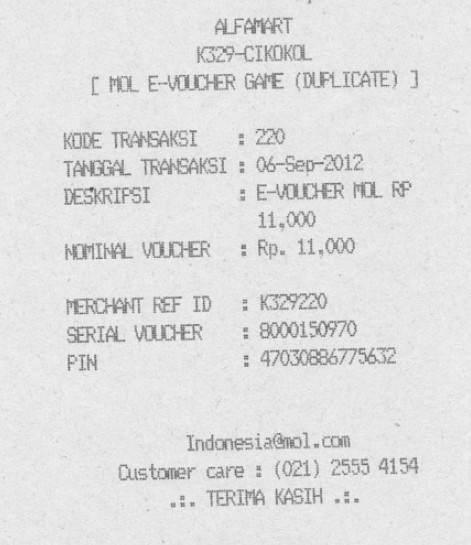 ALFAMART
K329-CIKOKOL
[ MOL E-VOUCHER GAME (DUPLICATE) ]
KODE TRANSAKSI : 220
TANGGAL TRANSAKSI : 06-Sep-2012
DESKRIPSI : E-VOUCHER MOL RP
11,000
NOMINAL VOUCHER : Rp. 11,000
MERCHANT REF ID : K329220
SERIAL VOUCHER : 8000150970
PIN : 47030886775632
Indonesia@mol.com
Customer care : (021) 2555 4154
.:. TERIMA KASIH .:.